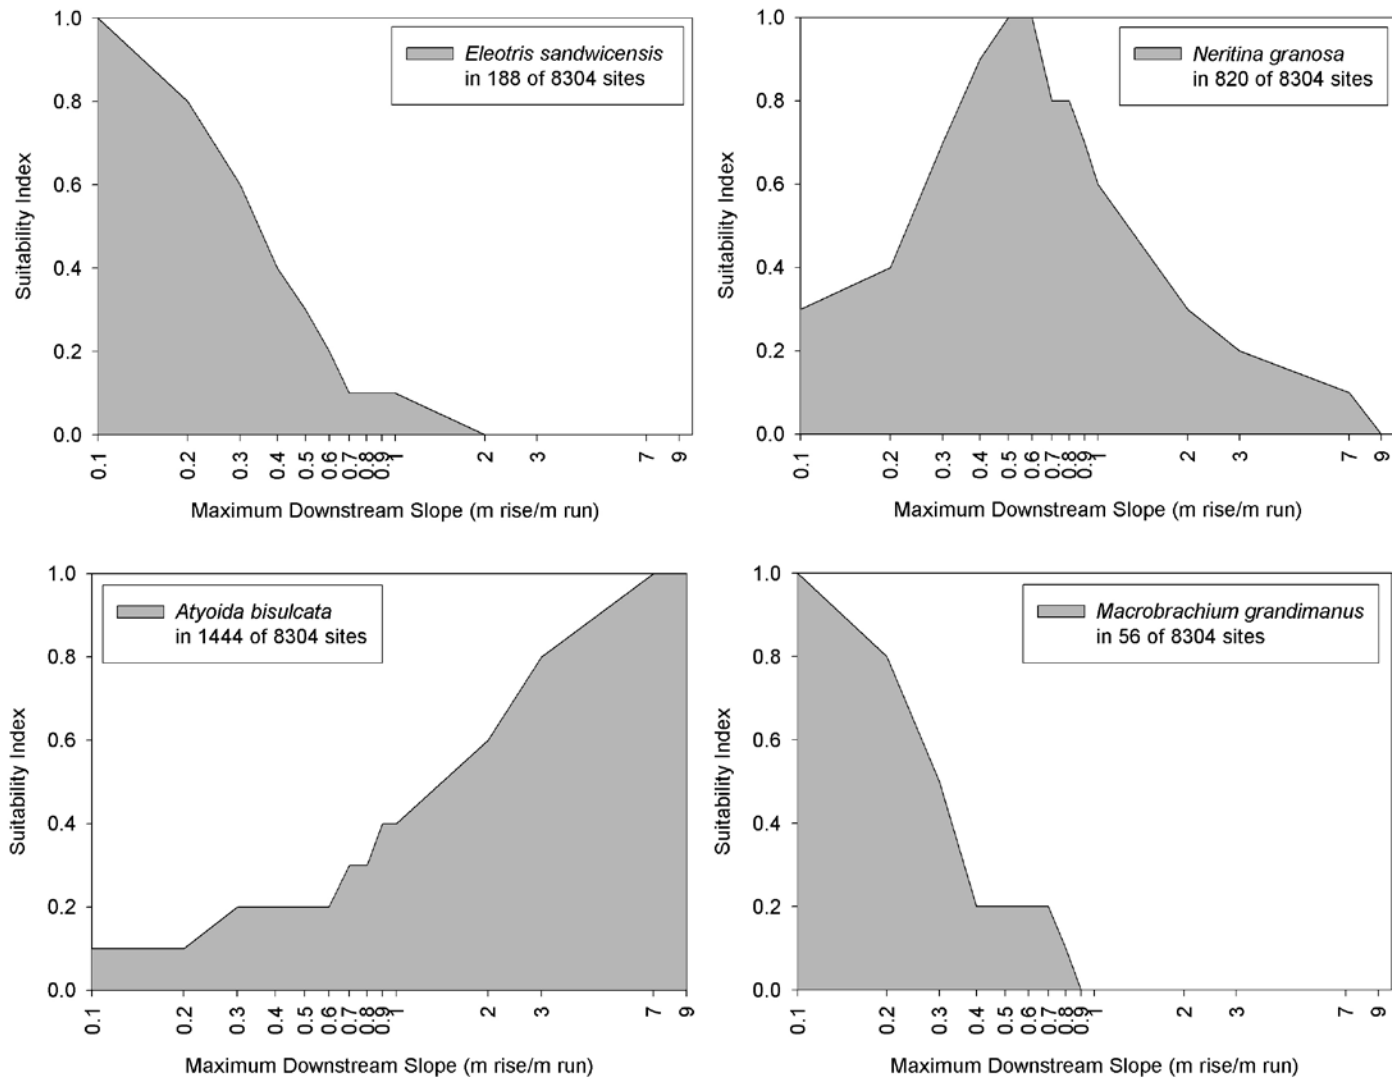 Eleotris sandwicensis
in 188 of 8304 sites
Suitability Index
1.0
0.8
0.6
0.4
0.2
0.0
0.1 0.2 0.3 0.4 0.5 0.6 0.7 0.8 0.9 1 2 3 7 9
Maximum Downstream Slope (m rise/m run)
Neritina granosa
in 820 of 8304 sites
Suitability Index
1.0
0.8
0.6
0.4
0.2
0.0
0.1 0.2 0.3 0.4 0.5 0.6 0.7 0.8 0.9 1 2 3 7 9
Maximum Downstream Slope (m rise/m run)
Atyoida bisulcata
in 1444 of 8304 sites
Suitability Index
1.0
0.8
0.6
0.4
0.2
0.0
0.1 0.2 0.3 0.4 0.5 0.6 0.7 0.8 0.9 1 2 3 7 9
Maximum Downstream Slope (m rise/m run)
Macrobrachium grandimanus
in 56 of 8304 sites
Suitability Index
1.0
0.8
0.6
0.4
0.2
0.0
0.1 0.2 0.3 0.4 0.5 0.6 0.7 0.8 0.9 1 2 3 7 9
Maximum Downstream Slope (m rise/m run)